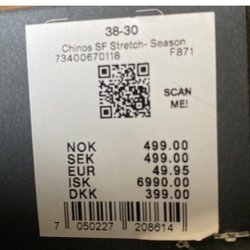 38-30
Chinos SF Stretch- Season
73400670118 F871
SCAN
ME!
NOK 499.00
SEK 499.00
EUR 49.95
ISK 6990.00
DKK 399.00
7 050227 208614